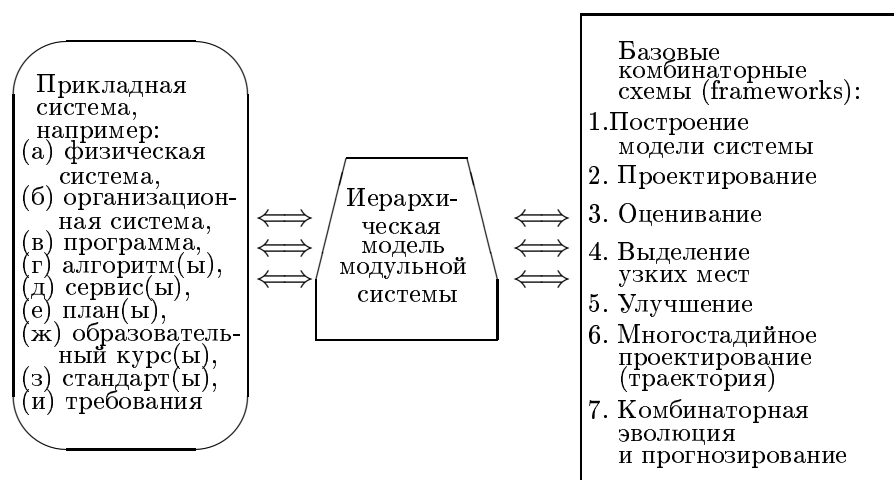 Прикладная
система,
например:
(а) физическая
система,
(б) организацион-
ная система,
(в) программа,
(г) алгоритм(ы),
(д) сервис(ы),
(е) план(ы),
(ж) образователь-
ный курс(ы),
(з) стандарт(ы),
(и) требования
Иерархи-
ческая
модель
модульной
системы
Базовые
комбинаторные
схемы (frameworks):
1.Построение
модели системы
2. Проектирование
3. Оценивание
4. Выделение
узких мест
5. Улучшение
6. Многостадийное
проектирование
(траектория)
7. Комбинаторная
эволюция
и прогнозирование